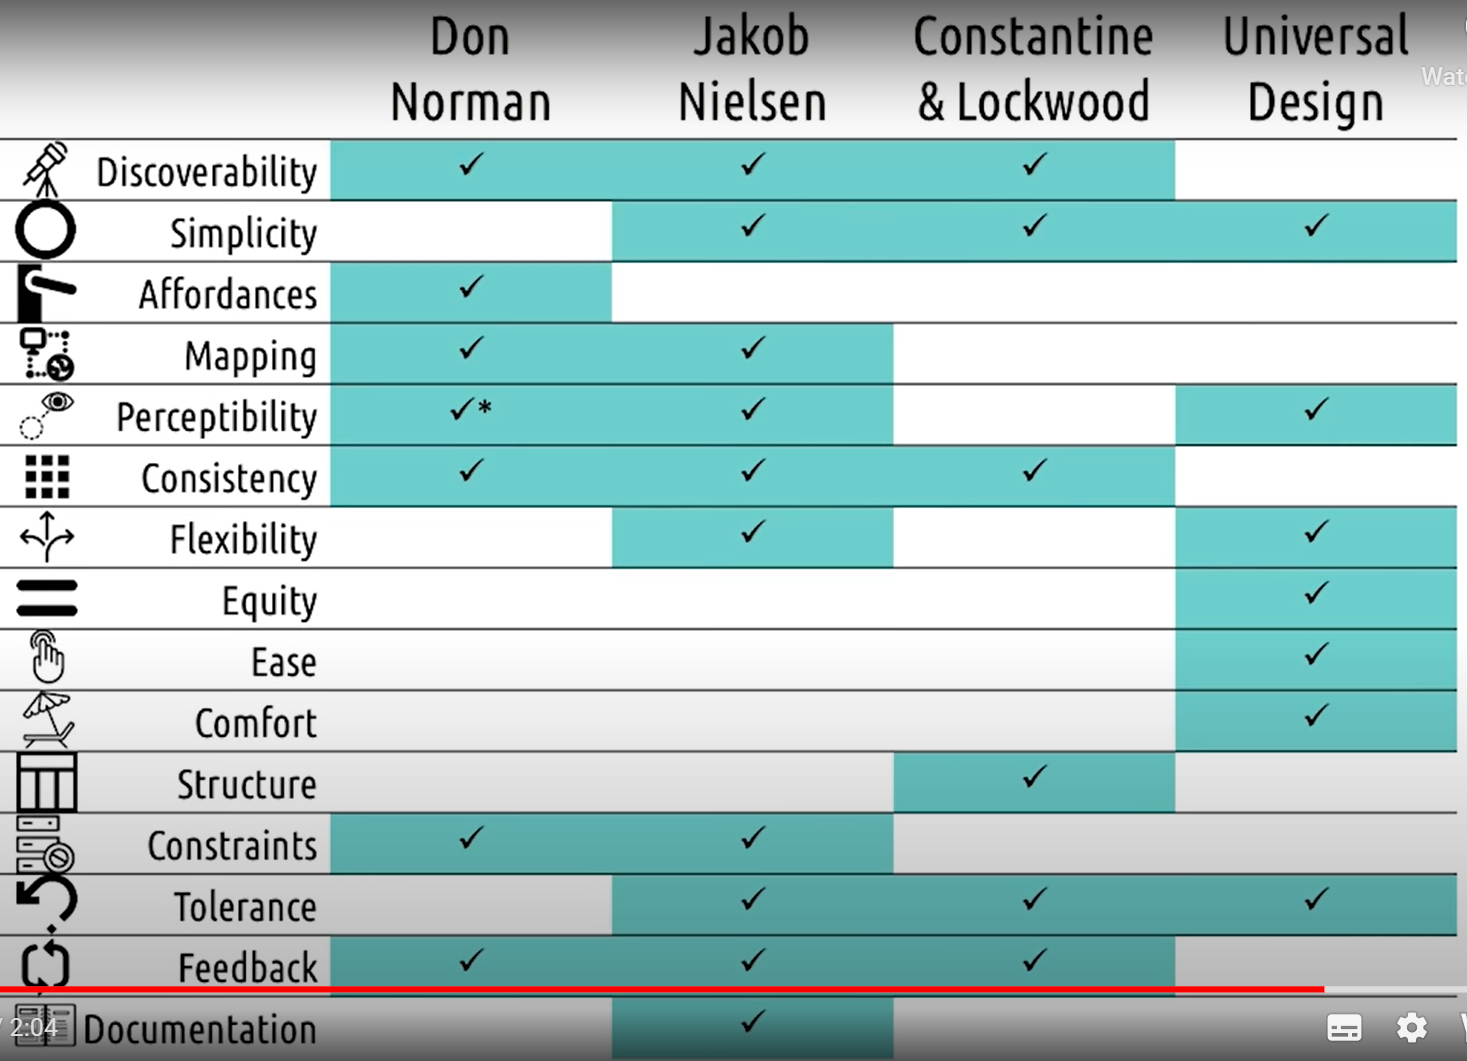 Don Norman
Jakob Nielsen
Constantine & Lockwood
Universal Design
Discoverability ✓ ✓ ✓
Simplicity ✓ ✓ ✓
Affordances ✓
Mapping ✓ ✓
Perceptibility ✓* ✓ ✓
Consistency ✓ ✓ ✓
Flexibility ✓ ✓
Equity ✓
Ease ✓
Comfort ✓
Structure ✓
Constraints ✓ ✓
Tolerance ✓ ✓ ✓
Feedback ✓ ✓ ✓
Documentation ✓
/ 2:04